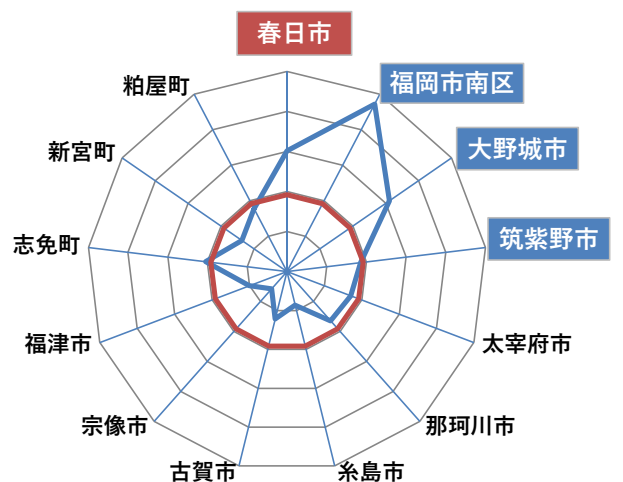 春日市
福岡市南区
大野城市
筑紫野市
太宰府市
那珂川市
糸島市
古賀市
宗像市
福津市
志免町
新宮町
粕屋町